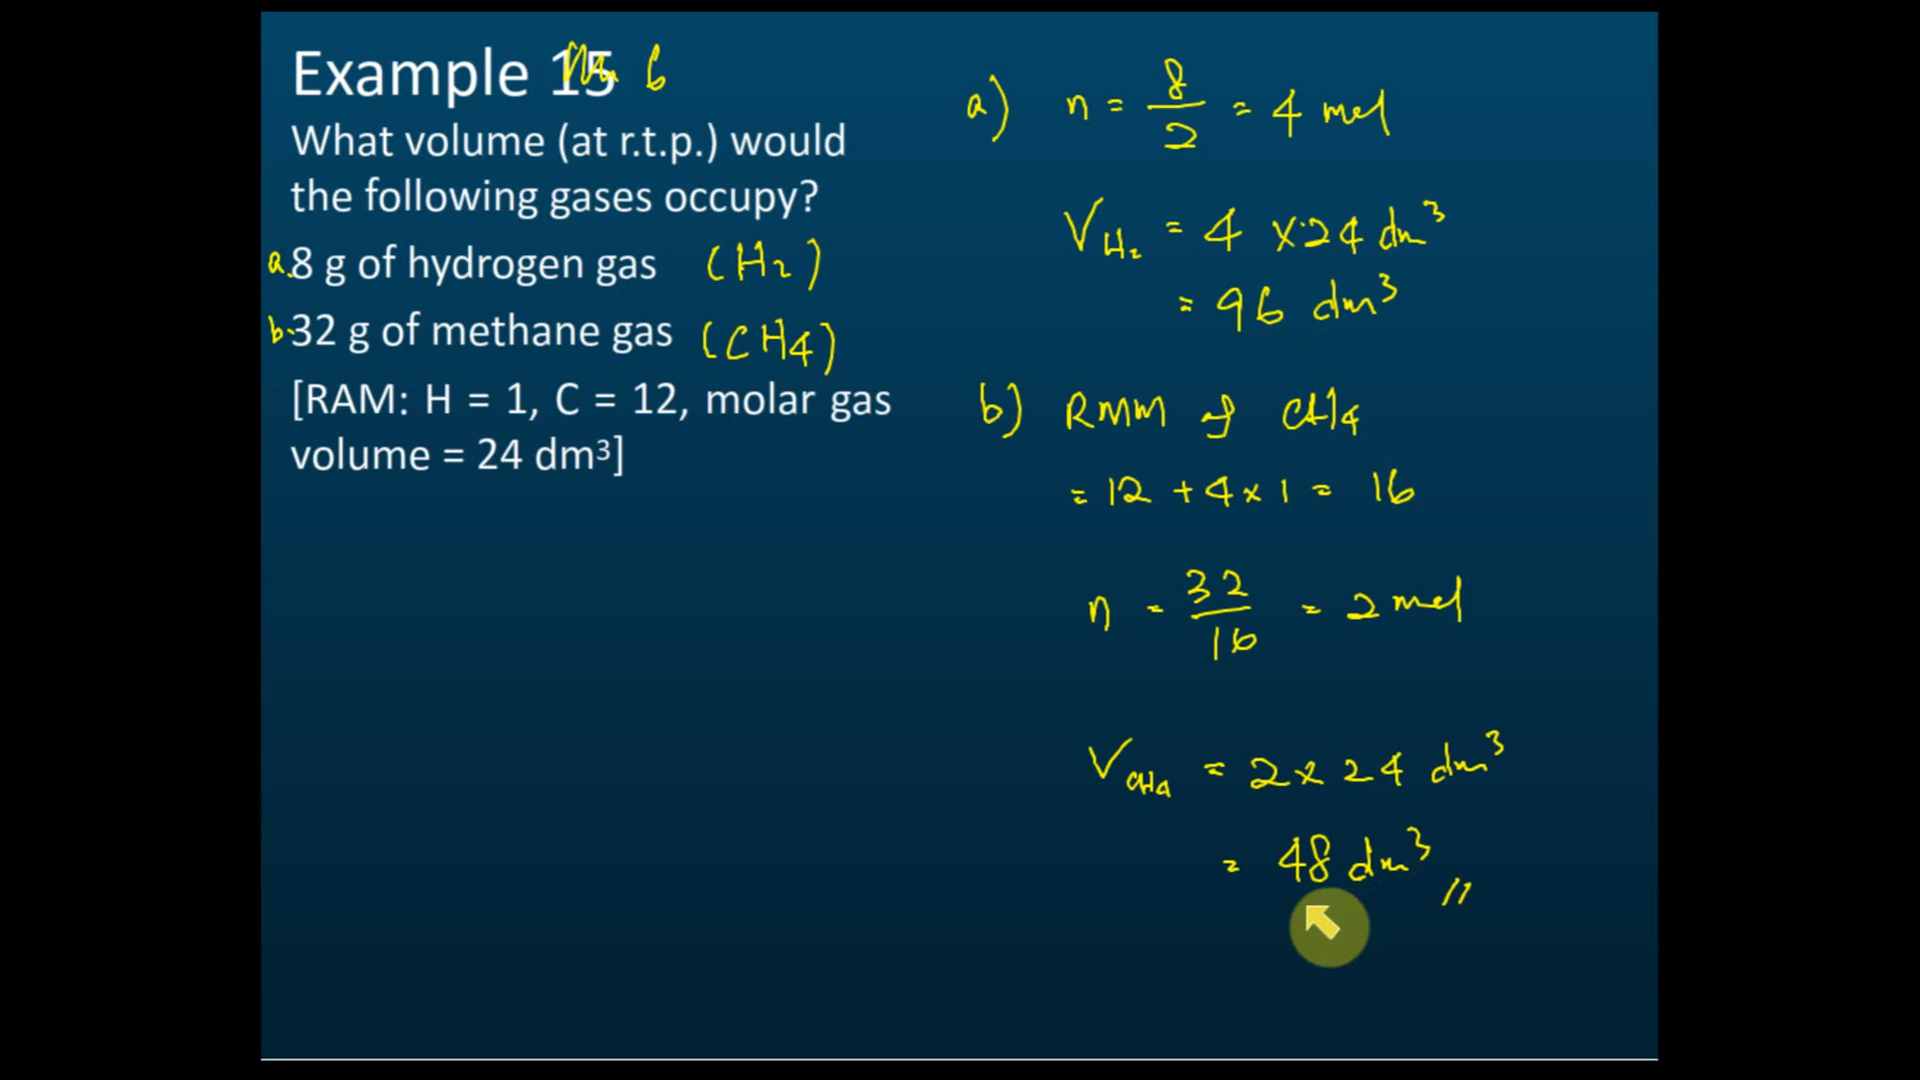 Example 15 6
What volume (at r.t.p.) would
the following gases occupy?
a. 8 g of hydrogen gas (H₂)
b. 32 g of methane gas (CH4)
[RAM: H = 1, C = 12, molar gas
volume = 24 dm³]
a) n = 8/2 = 4 mol
V H₂ = 4 x 24 dm³
= 96 dm³
b) RMM of CH4
= 12 + 4 x 1 = 16
n = 32/16 = 2 mol
V CH4 = 2 x 24 dm³
= 48 dm³ //